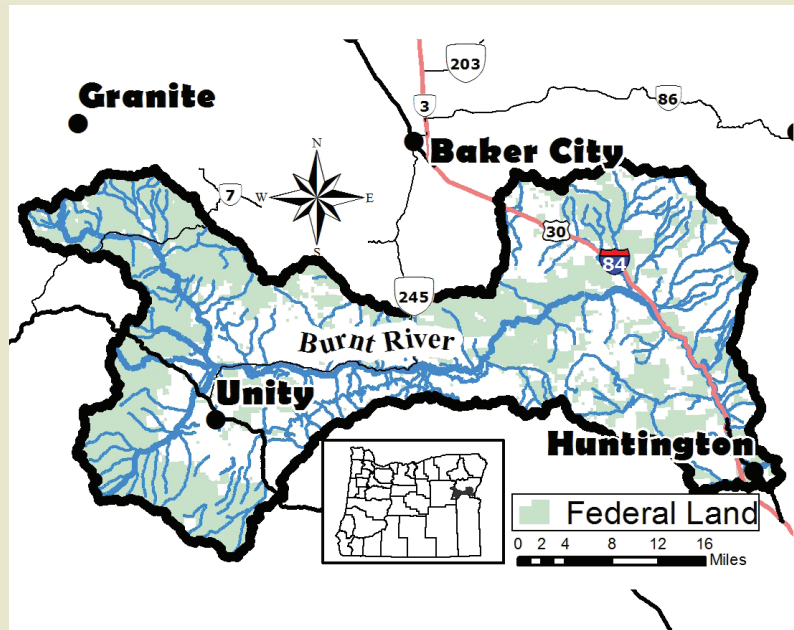 203
Granite
86
3
N
Baker City
7
W
E
30
S
84
245
Burnt River
Unity
Huntington
Federal Land
0 2 4 8 12 16
Miles